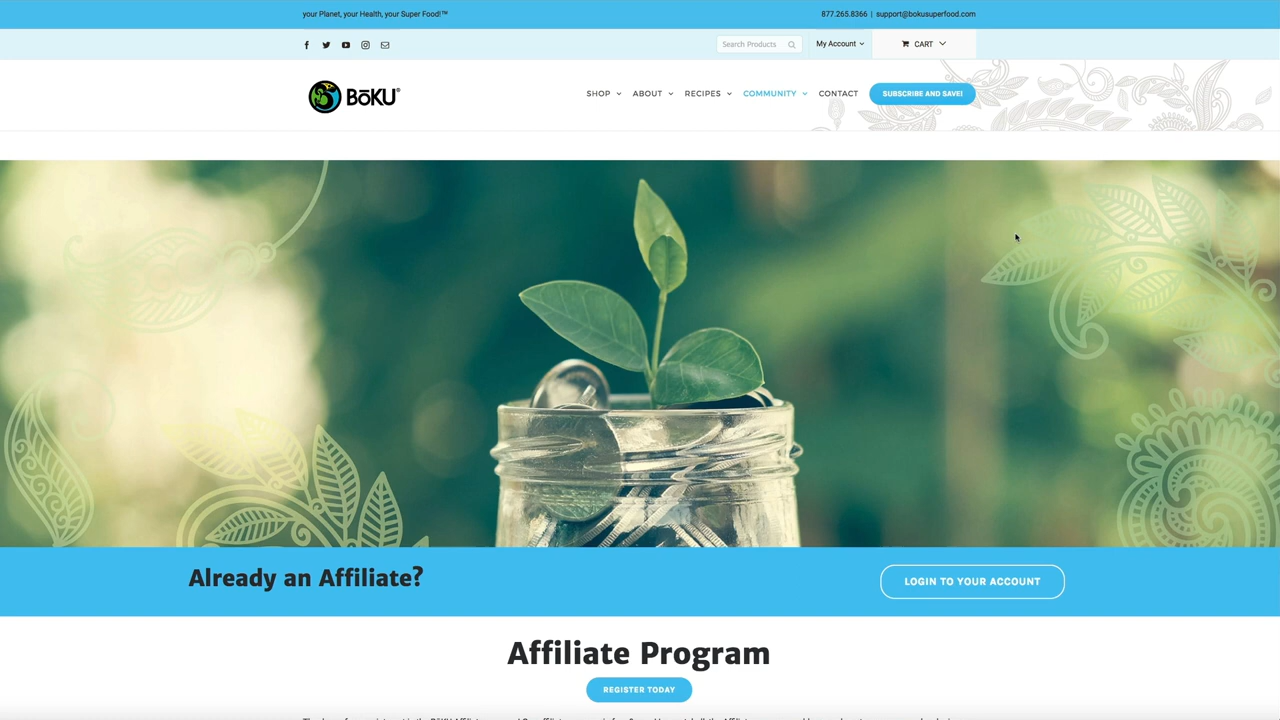 your Planet, your Health, your Super Food!™
877.265.8366 | support@bokusuperfood.com
Search Products
My Account
CART
BōKU®
SHOP
ABOUT
RECIPES
COMMUNITY
CONTACT
SUBSCRIBE AND SAVE!
Already an Affiliate?
LOGIN TO YOUR ACCOUNT
Affiliate Program
REGISTER TODAY